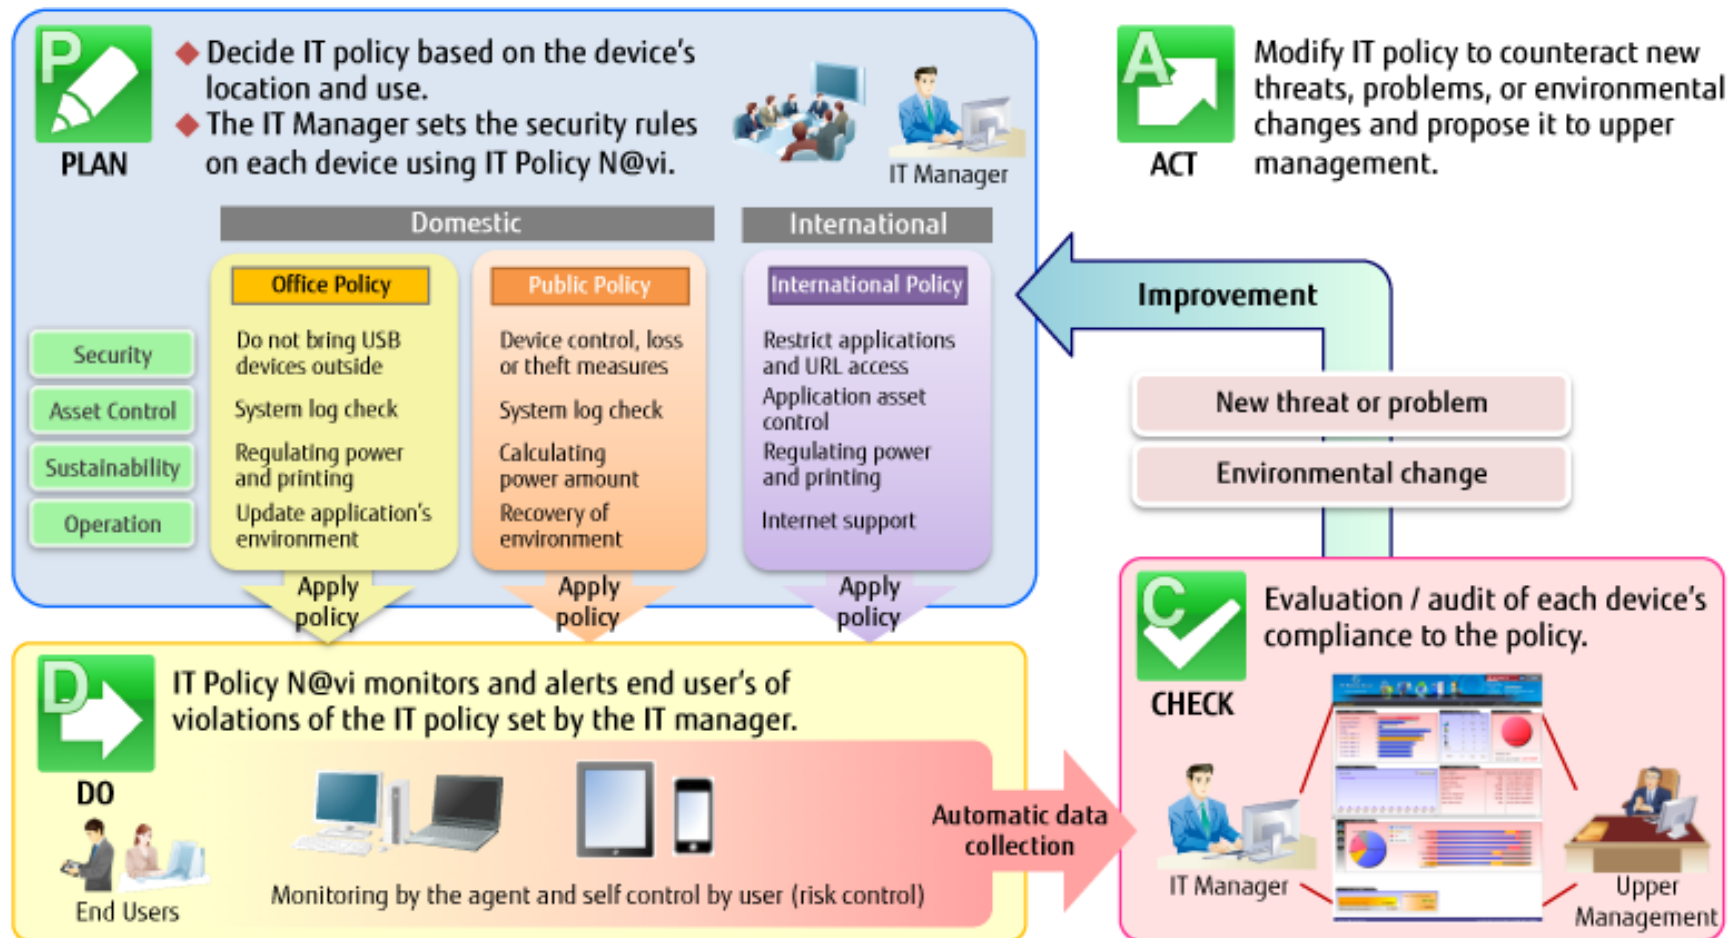 P
PLAN
Decide IT policy based on the device's
location and use.
The IT Manager sets the security rules
on each device using IT Policy N@vi.
IT Manager
A
ACT
Modify IT policy to counteract new
threats, problems, or environmental
changes and propose it to upper
management.
Domestic
International
Office Policy
Public Policy
International Policy
Security
Do not bring USB
devices outside
Device control, loss
or theft measures
Restrict applications
and URL access
Asset Control
System log check
System log check
Application asset
control
Sustainability
Regulating power
and printing
Calculating
power amount
Regulating power
and printing
Operation
Update application's
environment
Recovery of
environment
Internet support
Apply
policy
Apply
policy
Apply
policy
Improvement
New threat or problem
Environmental change
D
DO
IT Policy N@vi monitors and alerts end user's of
violations of the IT policy set by the IT manager.
End Users
Monitoring by the agent and self control by user (risk control)
Automatic data
collection
C
CHECK
Evaluation / audit of each device's
compliance to the policy.
IT Manager
Upper
Management